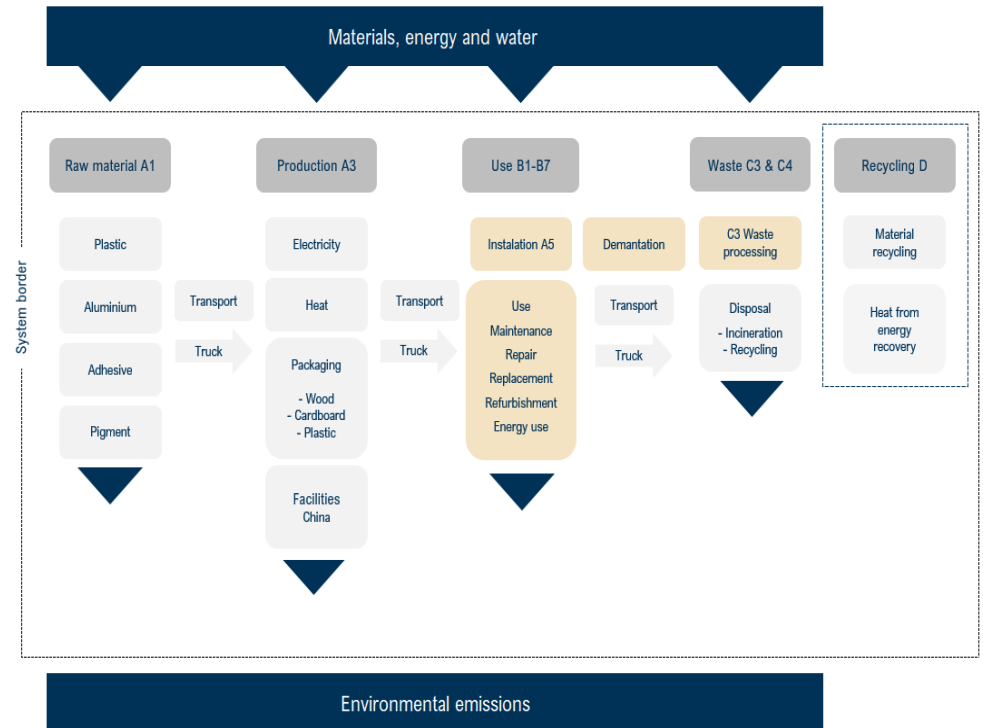 Materials, energy and water
System border
Raw material A1
Plastic
Aluminium
Adhesive
Pigment
Transport
Truck
Production A3
Electricity
Heat
Packaging
- Wood
- Cardboard
- Plastic
Facilities
China
Transport
Truck
Use B1-B7
Instalation A5
Demantation
Use
Maintenance
Repair
Replacement
Refurbishment
Energy use
Transport
Truck
Waste C3 & C4
C3 Waste
processing
Disposal
- Incineration
- Recycling
Recycling D
Material
recycling
Heat from
energy
recovery
Environmental emissions